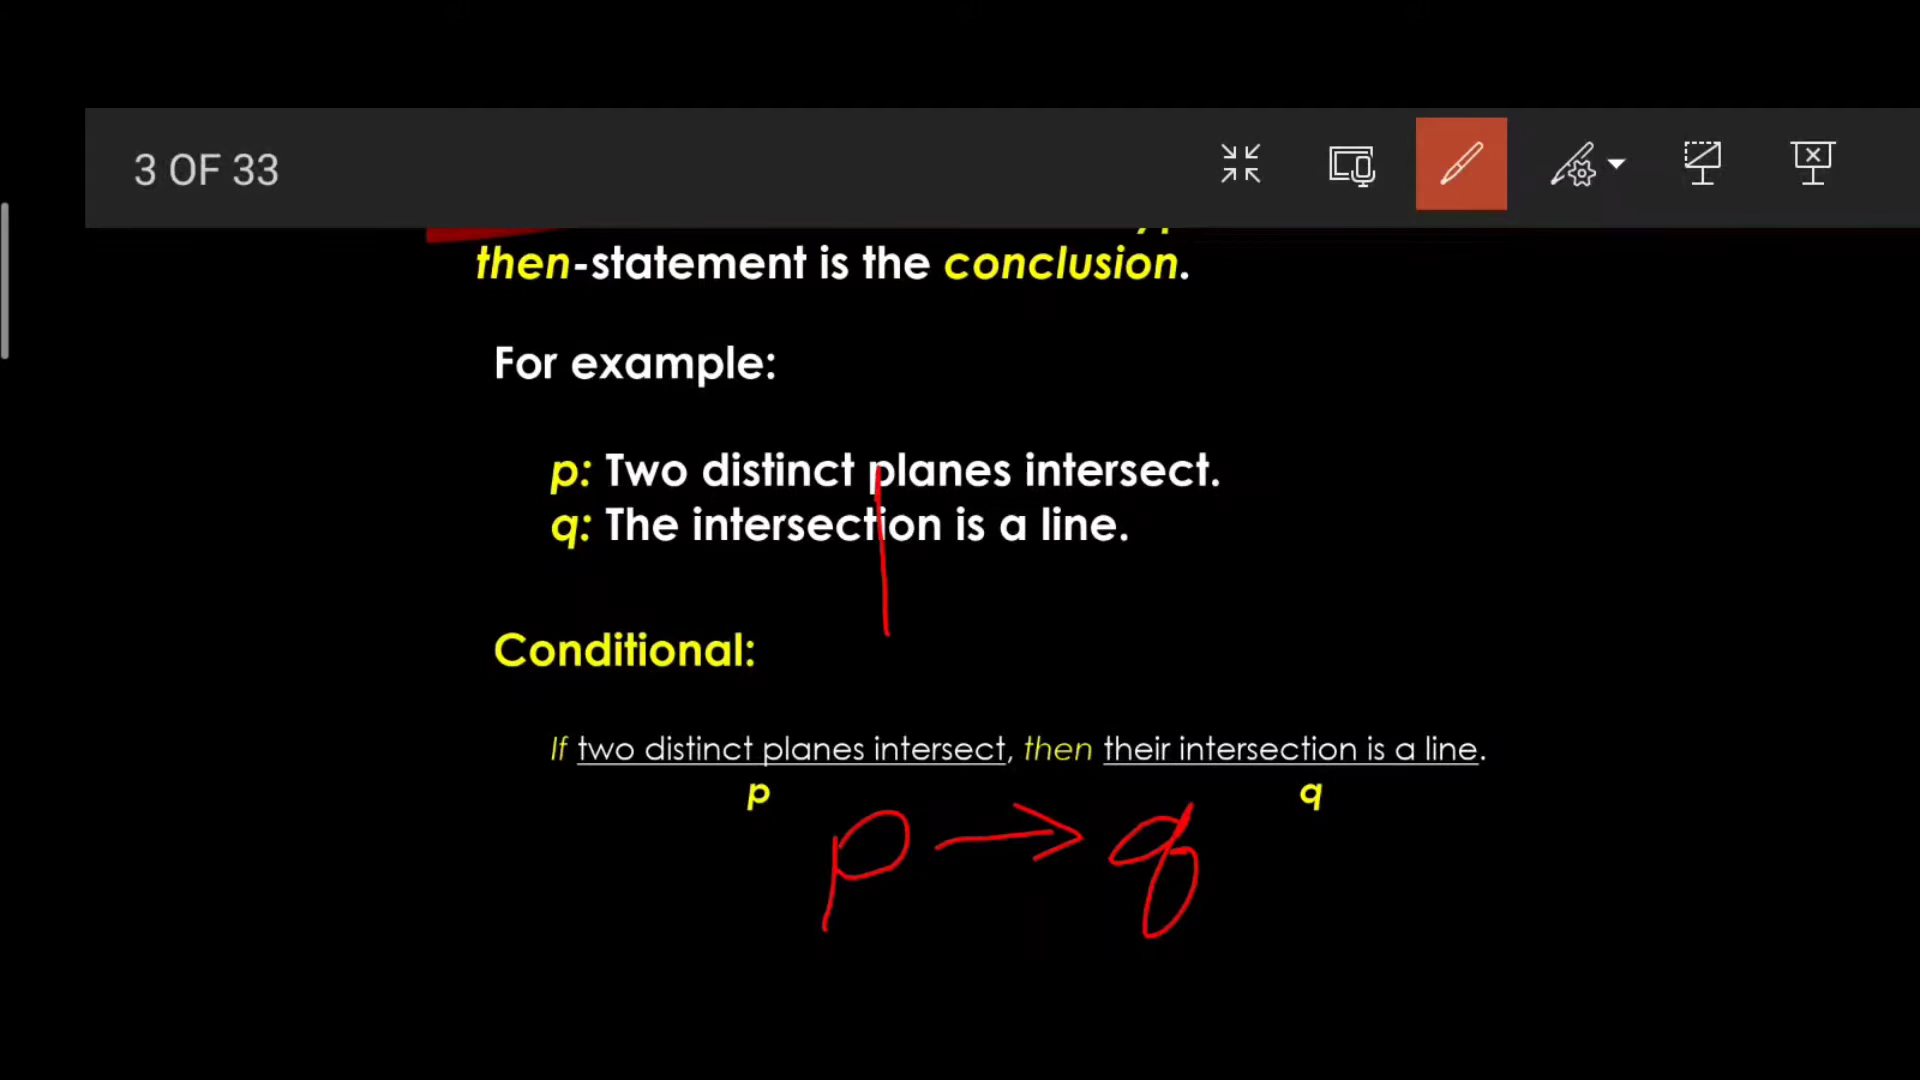 3 OF 33
then-statement is the conclusion.
For example:
p: Two distinct planes intersect.
q: The intersection is a line.
Conditional:
If two distinct planes intersect, then their intersection is a line.
p q
p → q